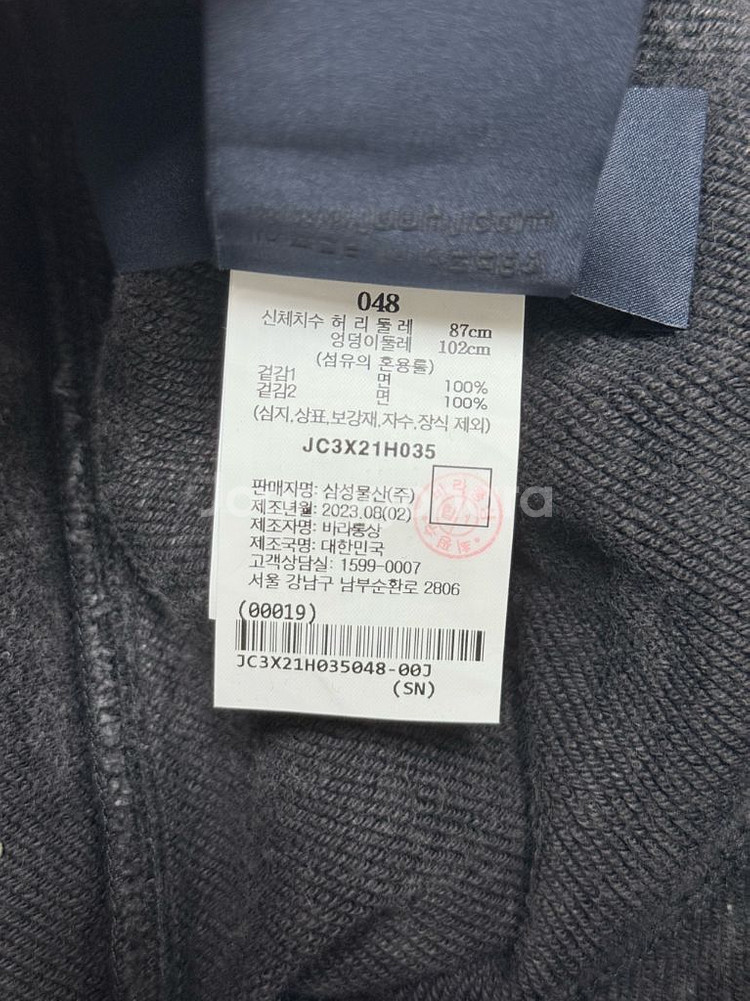 048
신체치수 허 리 둘 레 87cm
엉덩이둘레 102cm
(섬유의 혼용률)
겉감1 면 100%
겉감2 면 100%
(심지,상표,보강재,자수,장식 제외)
JC3X21H035
판매자명: 삼성물산(주)
제조년월: 2023.08(02)
제조자명: 바라통상
제조국명: 대한민국
고객상담실: 1599-0007
서울 강남구 남부순환로 2806
(00019)
JC3X21H035048-00J
(SN)